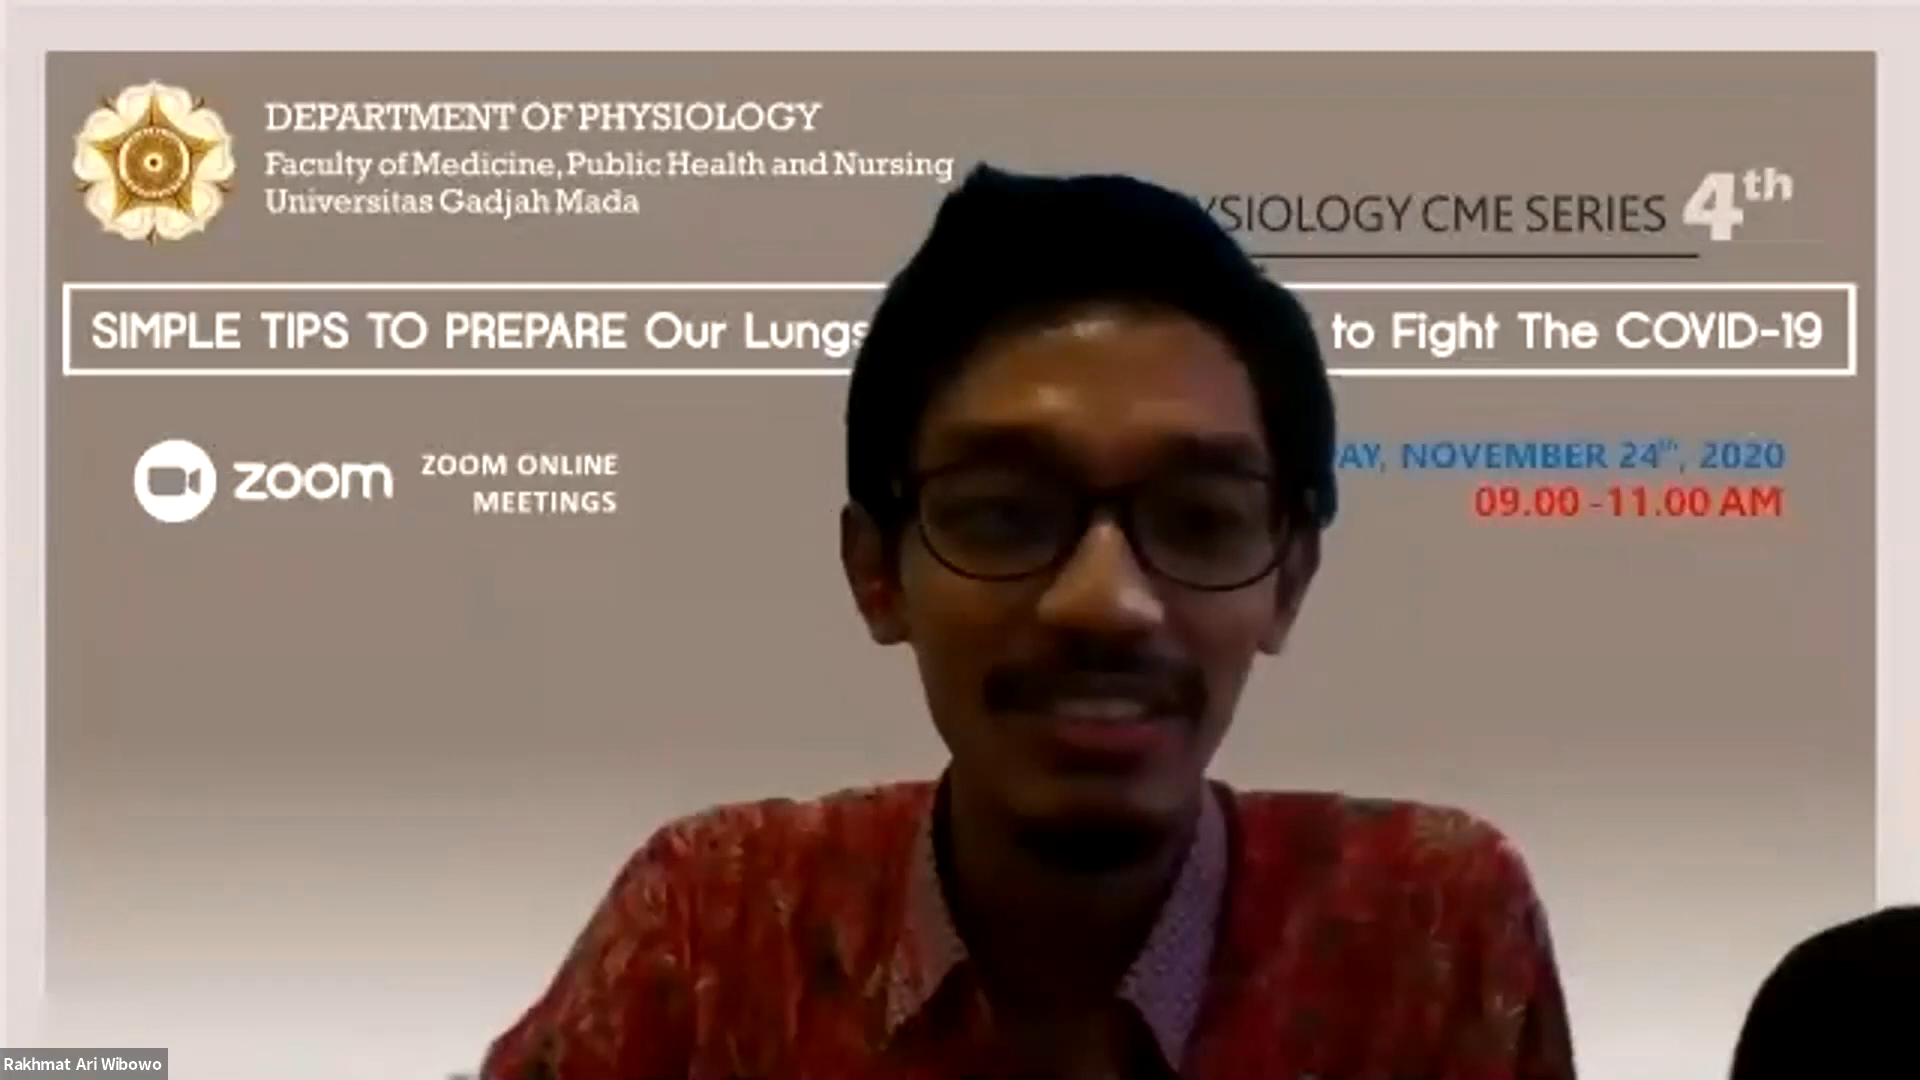 DEPARTMENT OF PHYSIOLOGY
Faculty of Medicine, Public Health and Nursing
Universitas Gadjah Mada
YSIOLOGY CME SERIES 4th
SIMPLE TIPS TO PREPARE Our Lungs to Fight The COVID-19
zoom
ZOOM ONLINE
MEETINGS
AY, NOVEMBER 24th, 2020
09.00 - 11.00 AM
Rakhmat Ari Wibowo